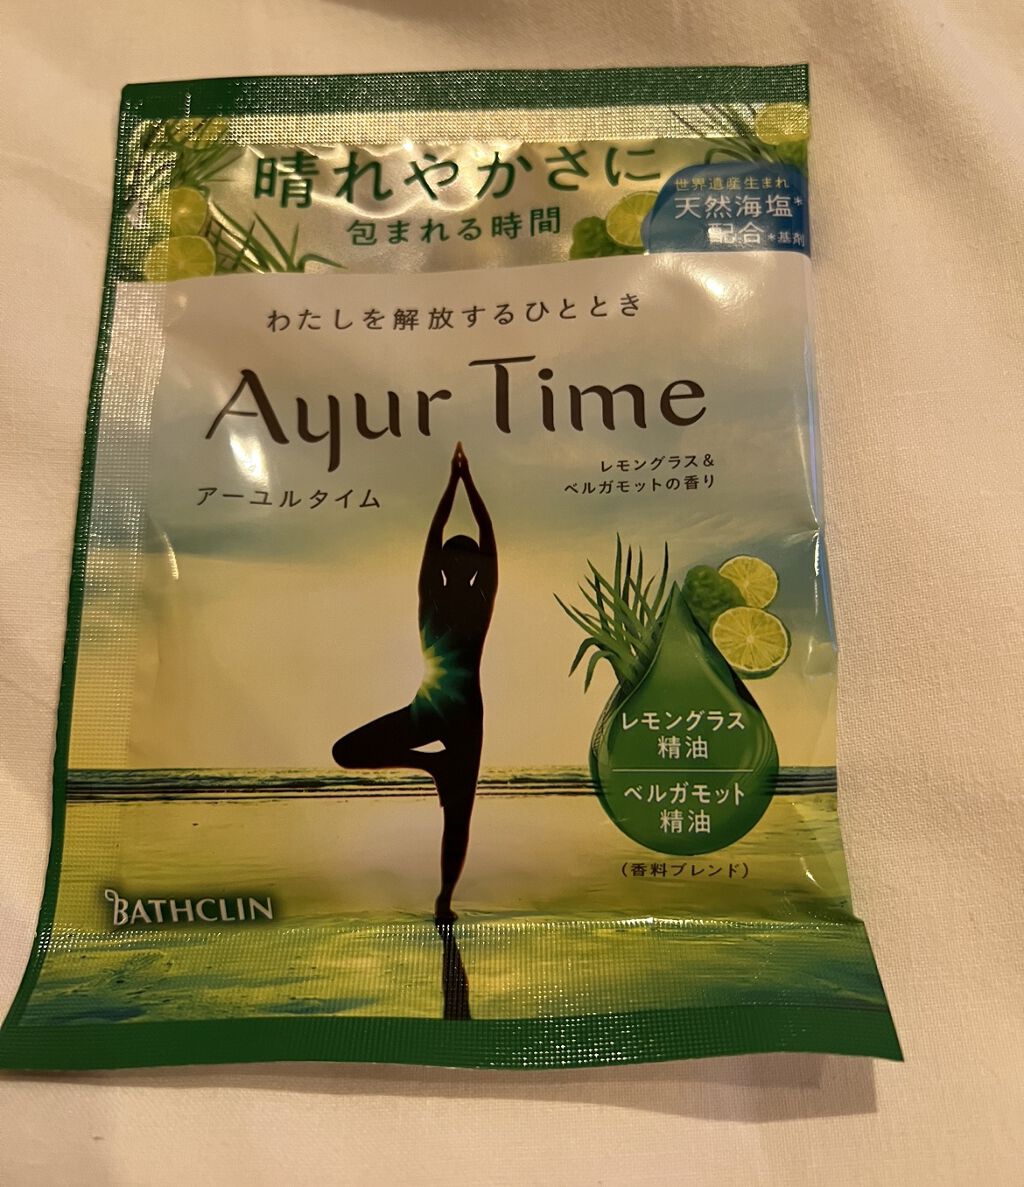 晴れやかさに
包まれる時間
世界遺産生まれ
天然海塩*
配合 *基剤
わたしを解放するひととき
Ayur Time
アーユルタイム
レモングラス&
ベルガモットの香り
レモングラス
精油
ベルガモット
精油
(香料ブレンド)
BATHCLIN